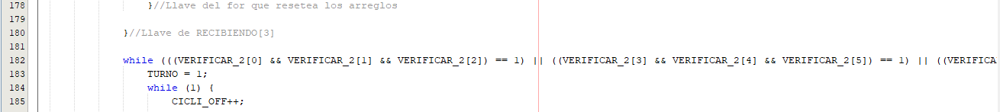 178 }//Llave del for que resetea los arreglos
179
180 }//Llave de RECIBIENDO[3]
181
182 while (((VERIFICAR_2[0] && VERIFICAR_2[1] && VERIFICAR_2[2]) == 1) || ((VERIFICAR_2[3] && VERIFICAR_2[4] && VERIFICAR_2[5]) == 1) || ((VERIFICA
183 TURNO = 1;
184 while (1) {
185 CICLI_OFF++;